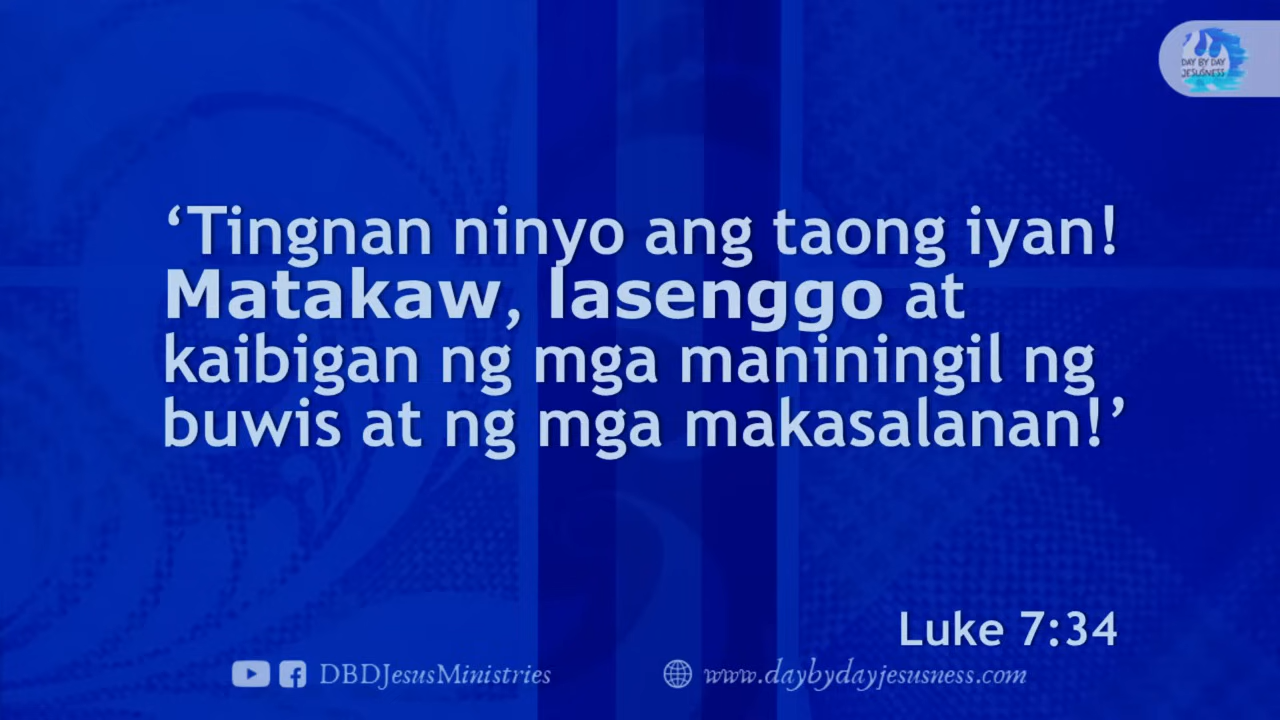 DAY BY DAY
JESUSNESS
‘Tingnan ninyo ang taong iyan!
Matakaw, lasenggo at
kaibigan ng mga maniningil ng
buwis at ng mga makasalanan!’
Luke 7:34
DBDJesusMinistries
www.daybydayjesusness.com